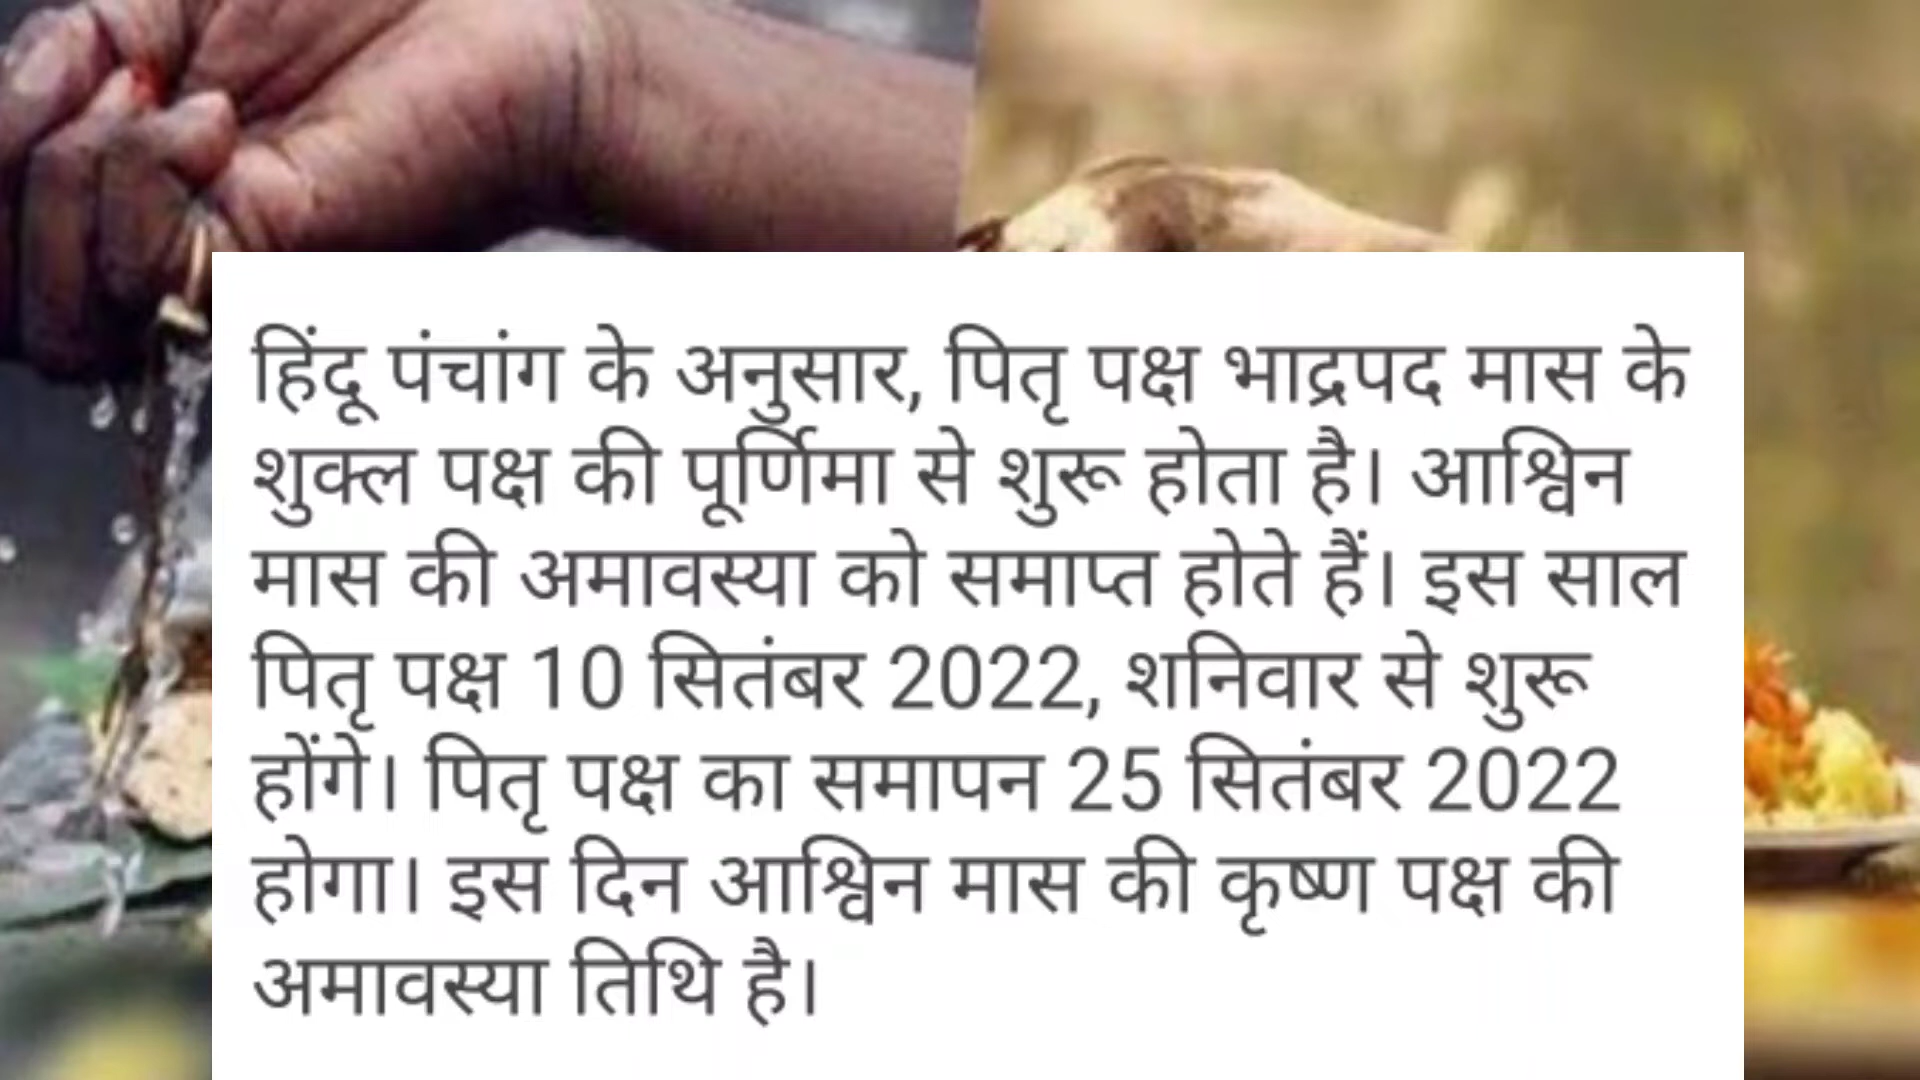 हिंदू पंचांग के अनुसार, पितृ पक्ष भाद्रपद मास के
शुक्ल पक्ष की पूर्णिमा से शुरू होता है। आश्विन
मास की अमावस्या को समाप्त होते हैं। इस साल
पितृ पक्ष 10 सितंबर 2022, शनिवार से शुरू
होंगे। पितृ पक्ष का समापन 25 सितंबर 2022
होगा। इस दिन आश्विन मास की कृष्ण पक्ष की
अमावस्या तिथि है।